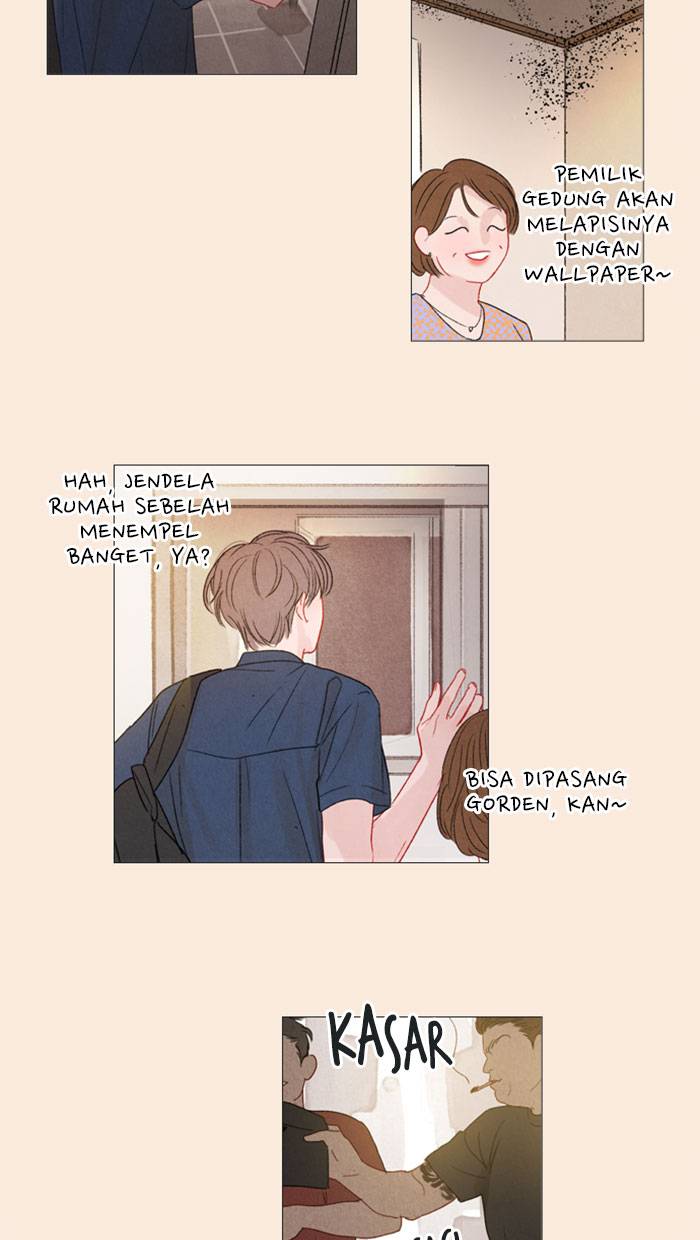 PEMILIK
GEDUNG AKAN
MELAPISINYA
DENGAN
WALLPAPER~
HAH, JENDELA
RUMAH SEBELAH
MENEMPEL
BANGET, YA?
BISA DIPASANG
GORDEN, KAN~
KASAR